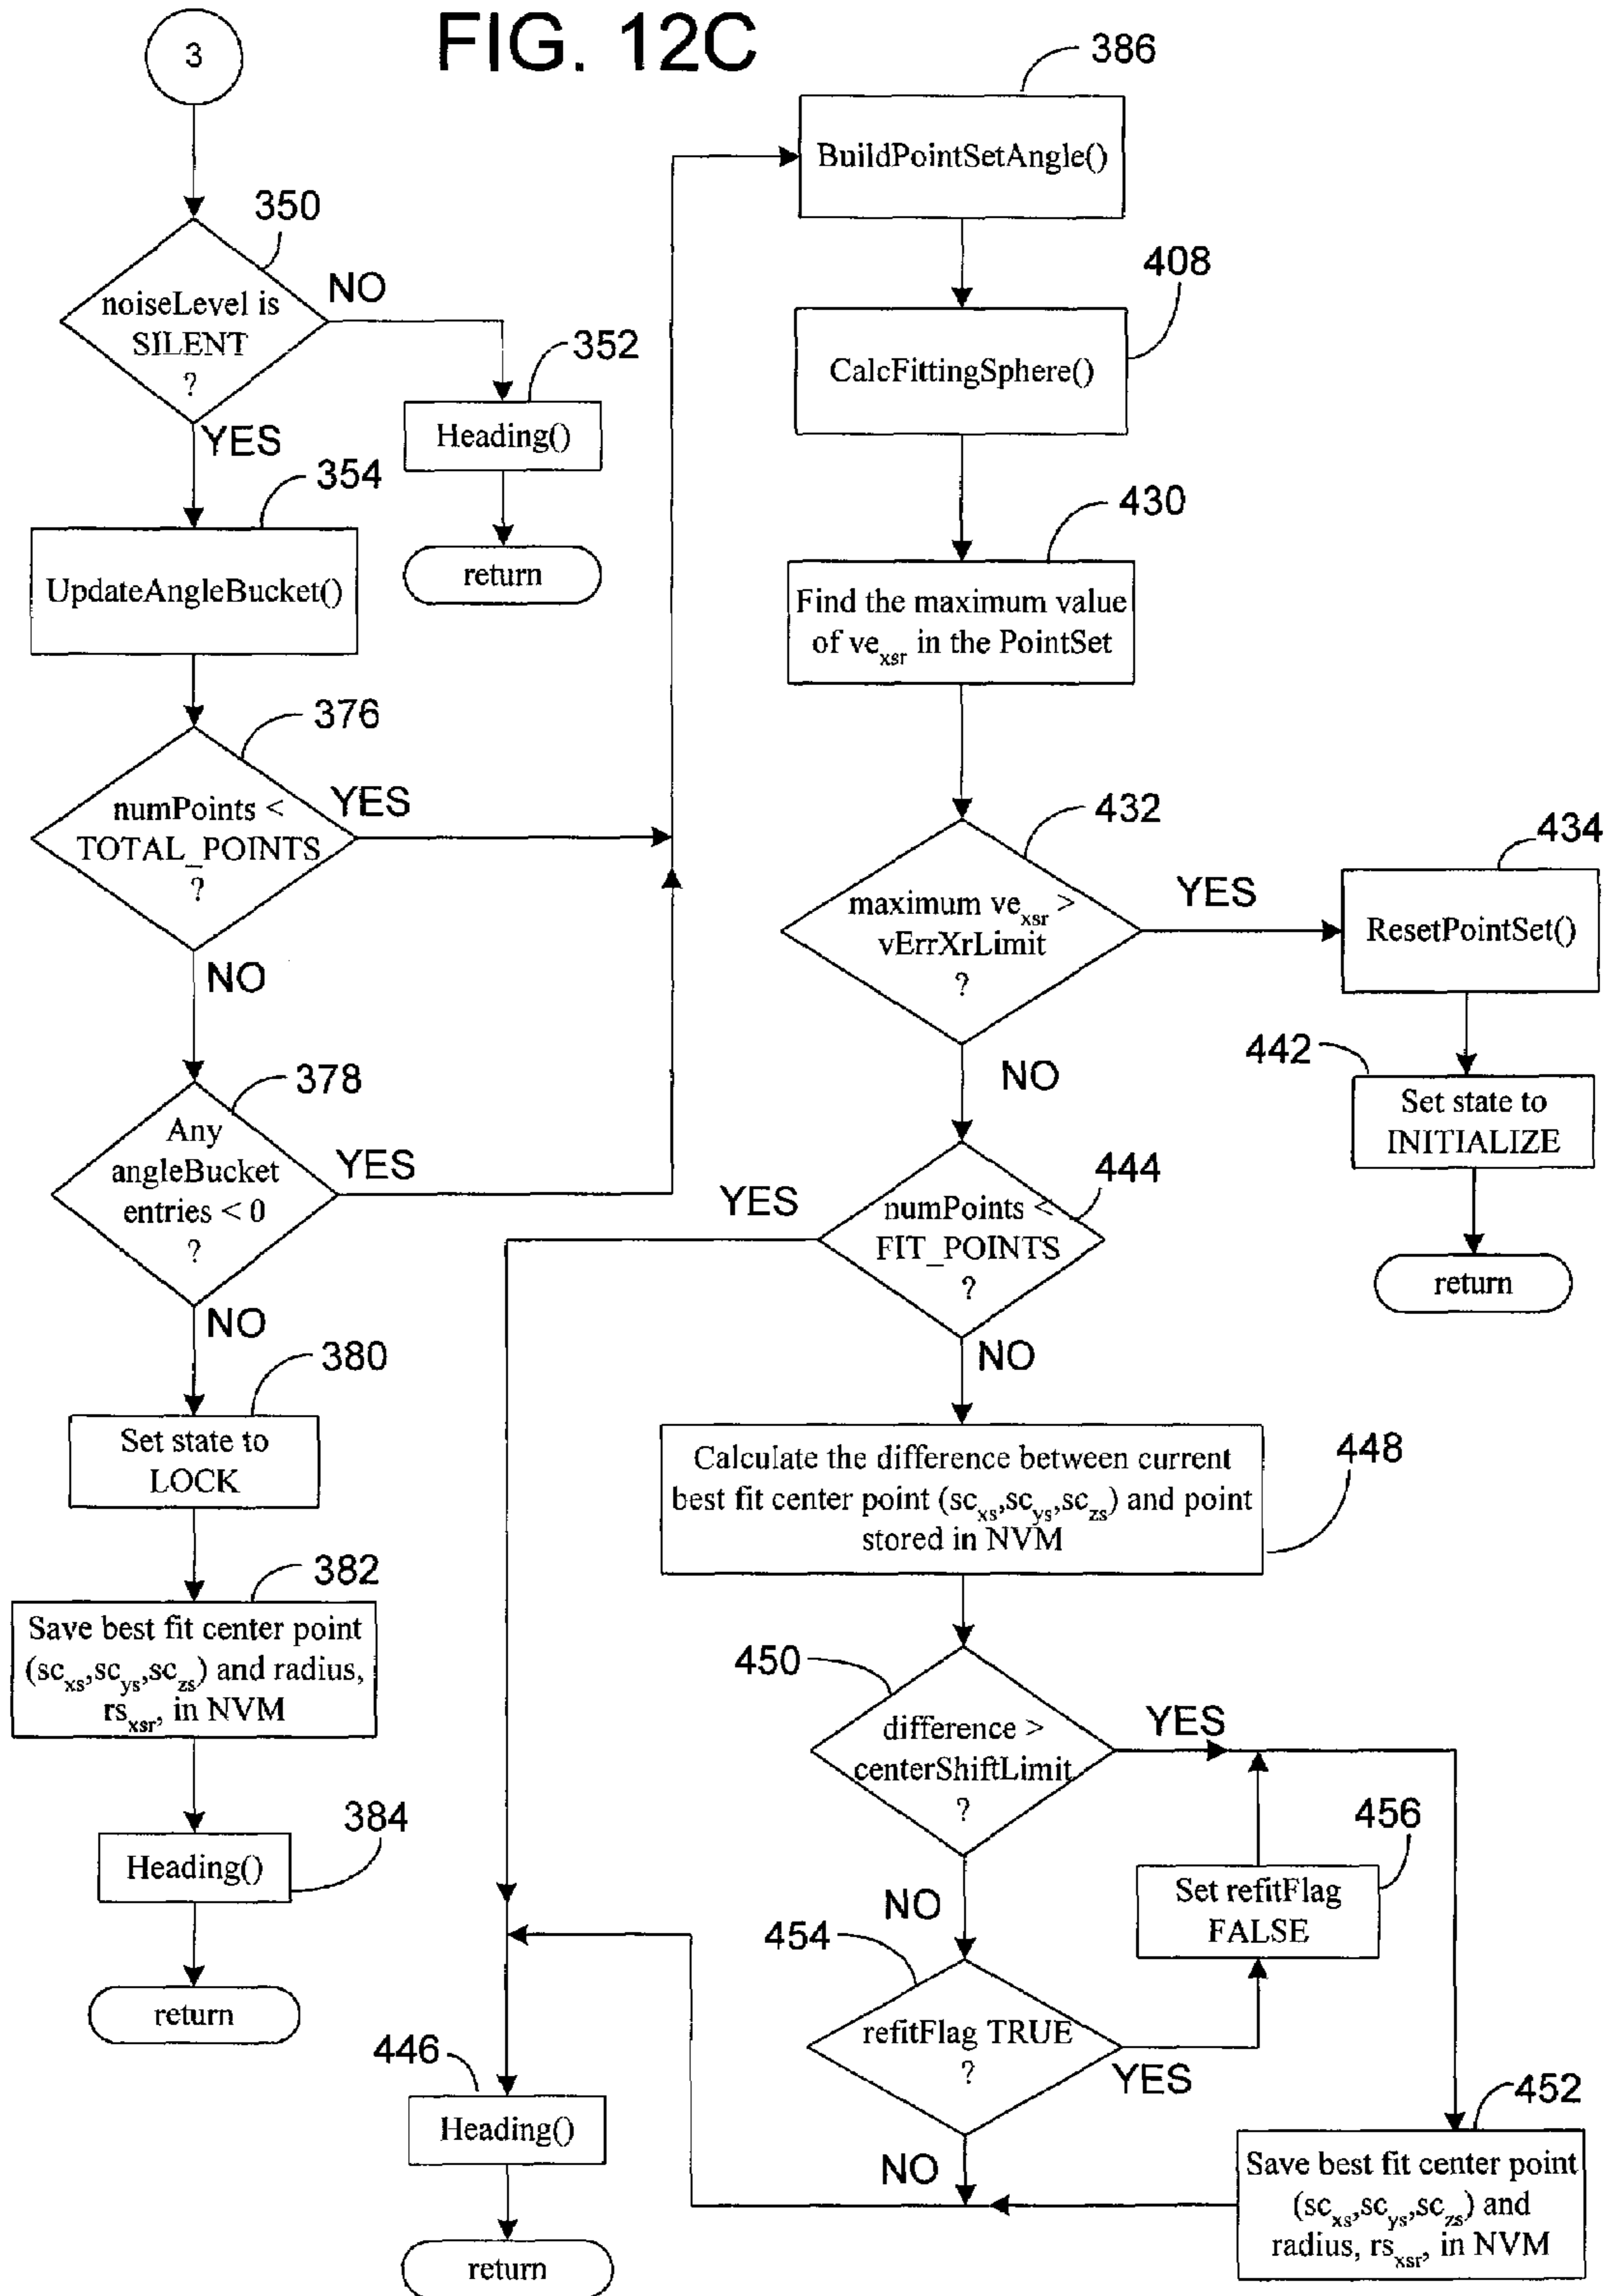 FIG. 12C
3
350
noiseLevel is
SILENT
?
NO
YES
352
Heading()
return
354
UpdateAngleBucket()
376
numPoints <
TOTAL_POINTS
?
YES
NO
378
Any
angleBucket
entries < 0
?
YES
NO
380
Set state to
LOCK
382
Save best fit center point
(sc_xs,sc_ys,sc_zs) and radius,
rs_xsr, in NVM
384
Heading()
return
386
BuildPointSetAngle()
408
CalcFittingSphere()
430
Find the maximum value
of ve_xsr in the PointSet
432
maximum ve_xsr >
vErrXrLimit
?
YES
NO
434
ResetPointSet()
442
Set state to
INITIALIZE
return
444
numPoints <
FIT_POINTS
?
YES
NO
448
Calculate the difference between current
best fit center point (sc_xs,sc_ys,sc_zs) and point
stored in NVM
450
difference >
centerShiftLimit
?
YES
NO
456
Set refitFlag
FALSE
454
refitFlag TRUE
?
YES
NO
452
Save best fit center point
(sc_xs,sc_ys,sc_zs) and
radius, rs_xsr, in NVM
446
Heading()
return